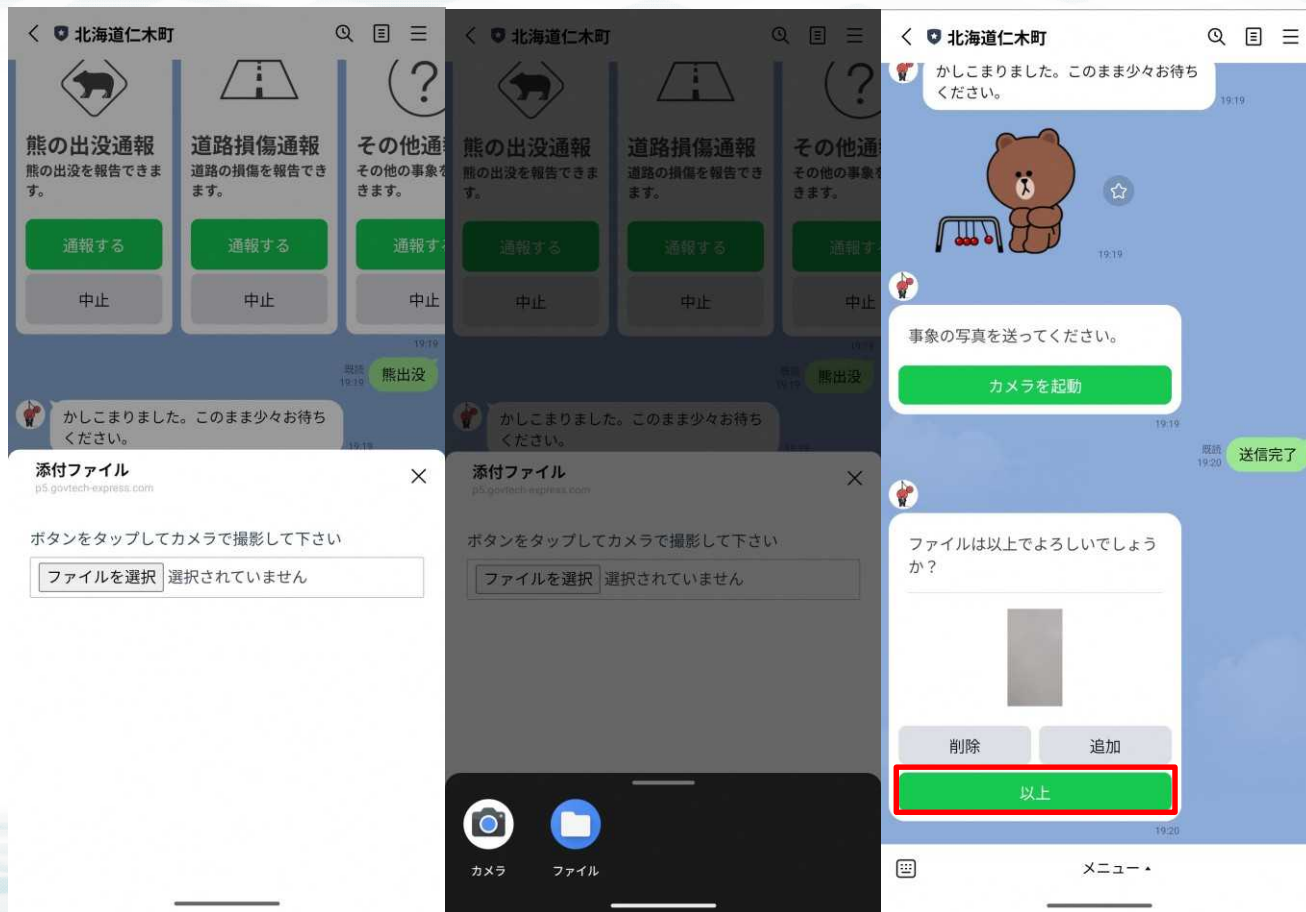 北海道仁木町
熊の出没通報
熊の出没を報告できま
す。
通報する
中止
道路損傷通報
道路の損傷を報告でき
ます。
通報する
中止
その他通
その他の事象
きます。
通報す
中止
19:19
既読
19:19
熊出没
かしこまりました。このまま少々お待ち
ください。
19:19
添付ファイル
p5.govtech-express.com
ボタンをタップしてカメラで撮影して下さい
ファイルを選択 選択されていません
北海道仁木町
熊の出没通報
熊の出没を報告できま
す。
通報する
中止
道路損傷通報
道路の損傷を報告でき
ます。
通報する
中止
その他通
その他の事象
きます。
通報す
中止
19:19
既読
19:19
熊出没
かしこまりました。このまま少々お待ち
ください。
添付ファイル
p5.govtech-express.com
ボタンをタップしてカメラで撮影して下さい
ファイルを選択 選択されていません
カメラ
ファイル
北海道仁木町
かしこまりました。このまま少々お待ち
ください。
19:19
19:19
事象の写真を送ってください。
カメラを起動
19:19
既読
19:20
送信完了
ファイルは以上でよろしいでしょう
か？
削除
追加
以上
19:20
メニュー